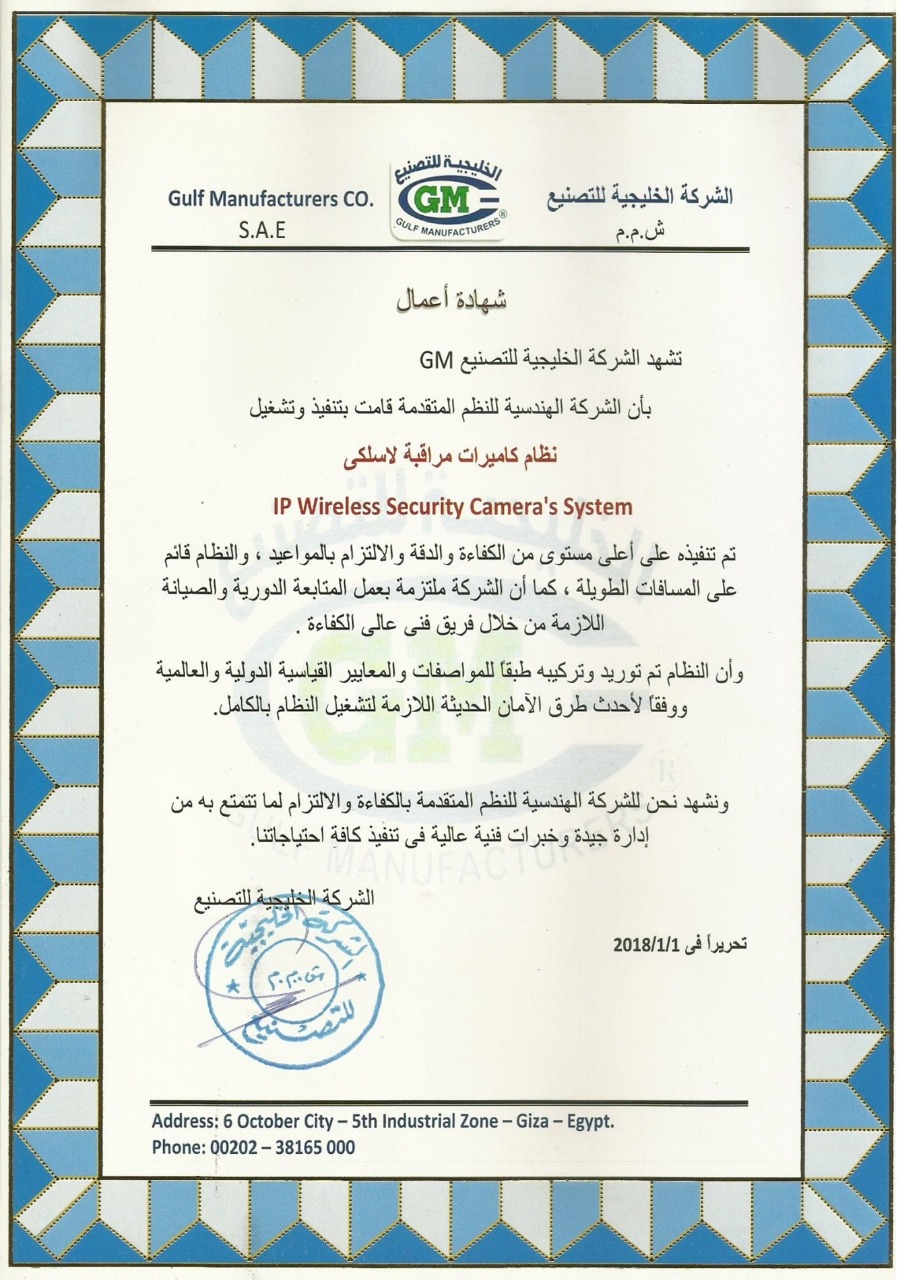 Gulf Manufacturers CO.
S.A.E
الخليجية للتصنيع
GM
GULF MANUFACTURERS®
الشركة الخليجية للتصنيع
ش.م.م
شهادة أعمال
تشهد الشركة الخليجية للتصنيع GM
بأن الشركة الهندسية للنظم المتقدمة قامت بتنفيذ وتشغيل
نظام كاميرات مراقبة لاسلكى
IP Wireless Security Camera's System
تم تنفيذه على أعلى مستوى من الكفاءة والدقة والالتزام بالمواعيد ، والنظام قائم
على المسافات الطويلة ، كما أن الشركة ملتزمة بعمل المتابعة الدورية والصيانة
اللازمة من خلال فريق فنى عالى الكفاءة .
وأن النظام تم توريد وتركيبه طبقاً للمواصفات والمعايير القياسية الدولية والعالمية
ووفقاً لأحدث طرق الآمان الحديثة اللازمة لتشغيل النظام بالكامل.
ونشهد نحن للشركة الهندسية للنظم المتقدمة بالكفاءة والالتزام لما تتمتع به من
إدارة جيدة وخبرات فنية عالية فى تنفيذ كافة احتياجاتنا.
الشركة الخليجية للتصنيع
الشركة الخليجية
ش.م.م
للتصنيع
تحريراً فى 2018/1/1
Address: 6 October City – 5th Industrial Zone – Giza – Egypt.
Phone: 00202 – 38165 000